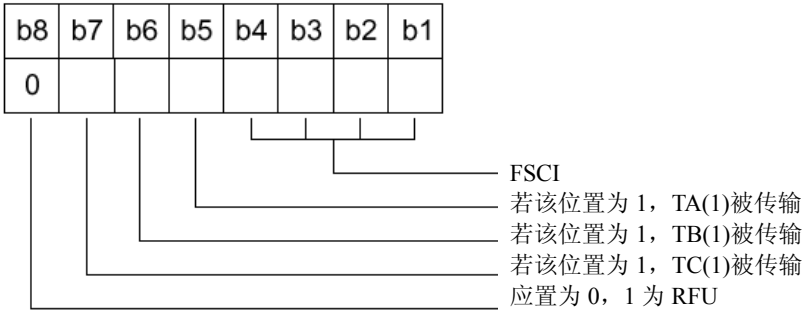 b8 b7 b6 b5 b4 b3 b2 b1
0
FSCI
若该位置为 1，TA(1)被传输
若该位置为 1，TB(1)被传输
若该位置为 1，TC(1)被传输
应置为 0，1 为 RFU